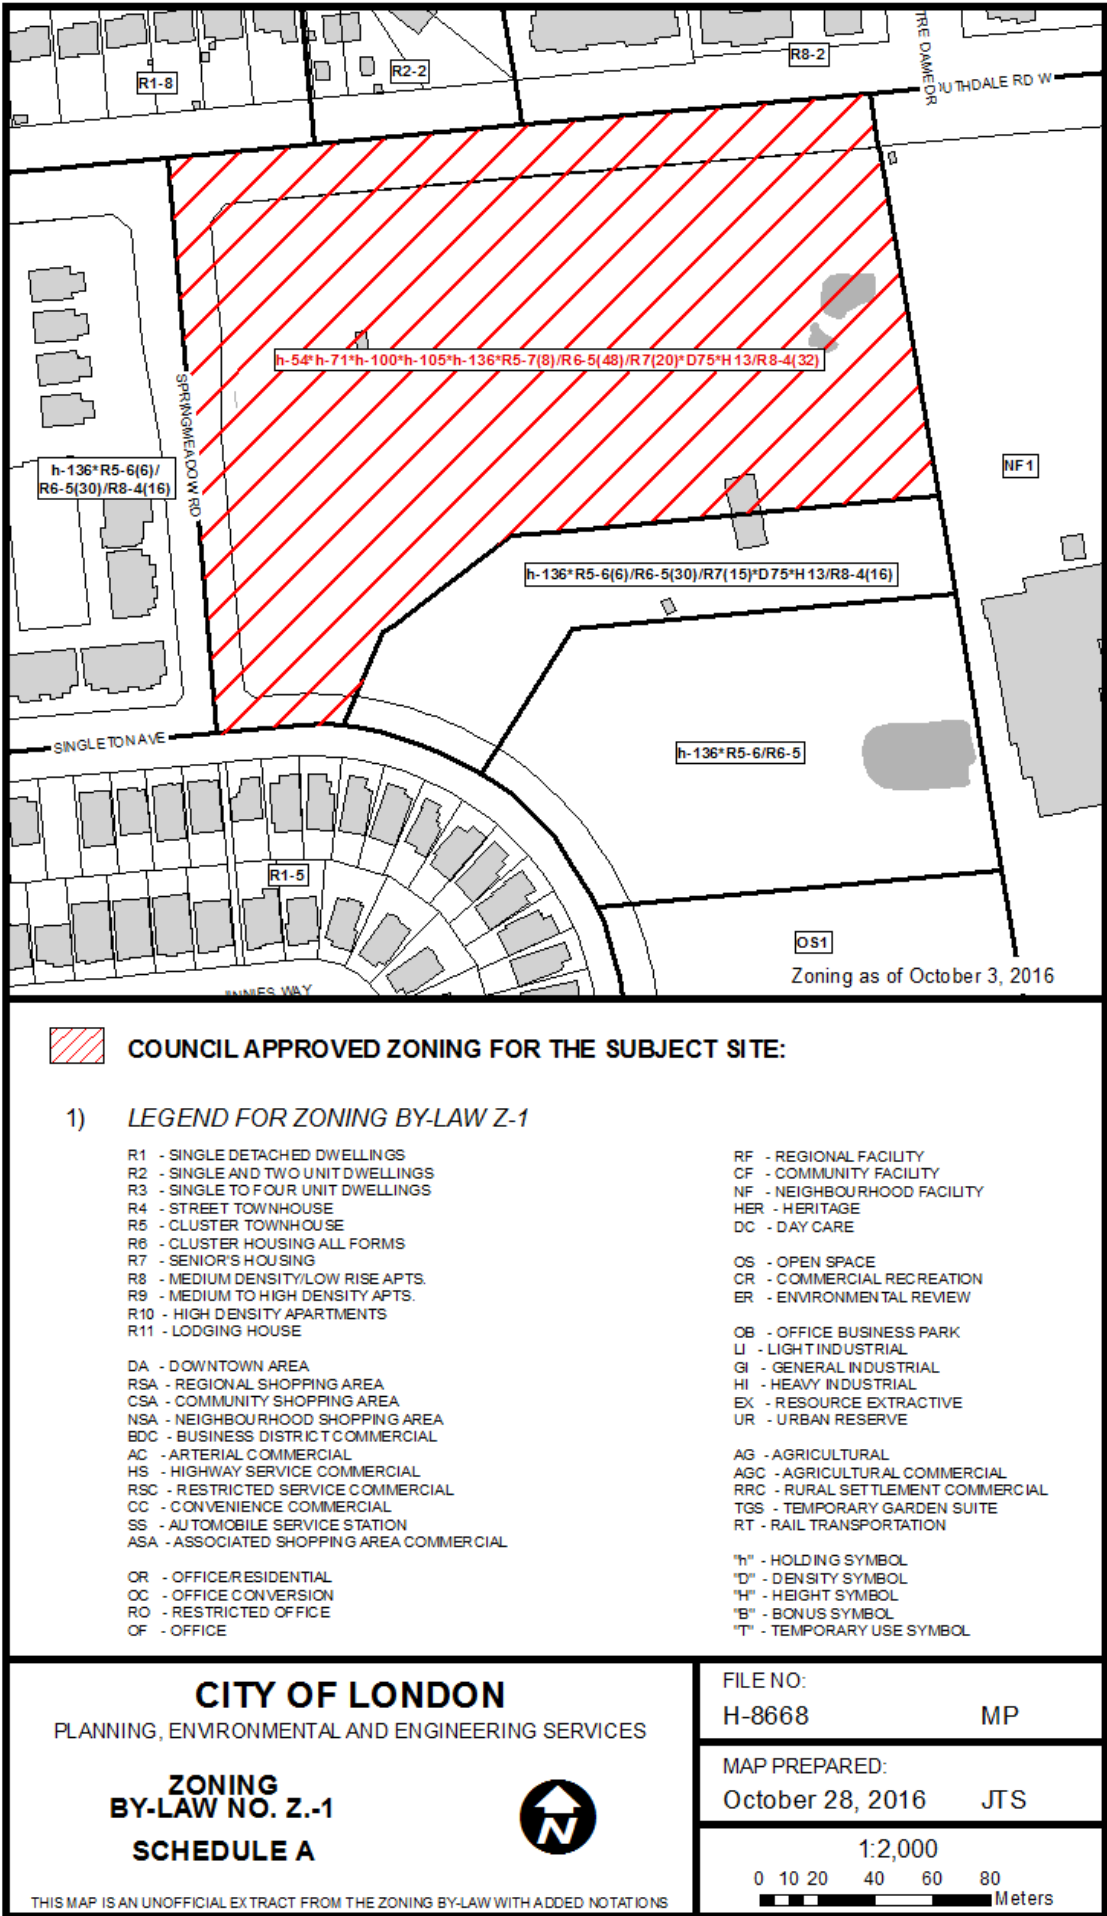 R1-8
R2-2
R8-2
TRE DAMEDR
UTHDALE RD W
h-54*h-71*h-100*h-105*h-136*R5-7(8)/R6-5(48)/R7(20)*D75*H13/R8-4(32)
SPRINGMEADOW RD
h-136*R5-6(6)/
R6-5(30)/R8-4(16)
NF1
h-136*R5-6(6)/R6-5(30)/R7(15)*D75*H13/R8-4(16)
SINGLETON AVE
h-136*R5-6/R6-5
R1-5
OS1
Zoning as of October 3, 2016
WAY
COUNCIL APPROVED ZONING FOR THE SUBJECT SITE:
1) LEGEND FOR ZONING BY-LAW Z-1
R1 - SINGLE DETACHED DWELLINGS
R2 - SINGLE AND TWO UNIT DWELLINGS
R3 - SINGLE TO FOUR UNIT DWELLINGS
R4 - STREET TOWNHOUSE
R5 - CLUSTER TOWNHOUSE
R6 - CLUSTER HOUSING ALL FORMS
R7 - SENIOR'S HOUSING
R8 - MEDIUM DENSITY/LOW RISE APTS.
R9 - MEDIUM TO HIGH DENSITY APTS.
R10 - HIGH DENSITY APARTMENTS
R11 - LODGING HOUSE
DA - DOWNTOWN AREA
RSA - REGIONAL SHOPPING AREA
CSA - COMMUNITY SHOPPING AREA
NSA - NEIGHBOURHOOD SHOPPING AREA
BDC - BUSINESS DISTRICT COMMERCIAL
AC - ARTERIAL COMMERCIAL
HS - HIGHWAY SERVICE COMMERCIAL
RSC - RESTRICTED SERVICE COMMERCIAL
CC - CONVENIENCE COMMERCIAL
SS - AUTOMOBILE SERVICE STATION
ASA - ASSOCIATED SHOPPING AREA COMMERCIAL
OR - OFFICE/RESIDENTIAL
OC - OFFICE CONVERSION
RO - RESTRICTED OFFICE
OF - OFFICE
RF - REGIONAL FACILITY
CF - COMMUNITY FACILITY
NF - NEIGHBOURHOOD FACILITY
HER - HERITAGE
DC - DAY CARE
OS - OPEN SPACE
CR - COMMERCIAL RECREATION
ER - ENVIRONMENTAL REVIEW
OB - OFFICE BUSINESS PARK
LI - LIGHT INDUSTRIAL
GI - GENERAL INDUSTRIAL
HI - HEAVY INDUSTRIAL
EX - RESOURCE EXTRACTIVE
UR - URBAN RESERVE
AG - AGRICULTURAL
AGC - AGRICULTURAL COMMERCIAL
RRC - RURAL SETTLEMENT COMMERCIAL
TGS - TEMPORARY GARDEN SUITE
RT - RAIL TRANSPORTATION
"h" - HOLDING SYMBOL
"D" - DENSITY SYMBOL
"H" - HEIGHT SYMBOL
"B" - BONUS SYMBOL
"T" - TEMPORARY USE SYMBOL
CITY OF LONDON
PLANNING, ENVIRONMENTAL AND ENGINEERING SERVICES
ZONING
BY-LAW NO. Z.-1
SCHEDULE A
N
THIS MAP IS AN UNOFFICIAL EXTRACT FROM THE ZONING BY-LAW WITH ADDED NOTATIONS
FILE NO:
H-8668 MP
MAP PREPARED:
October 28, 2016 JTS
1:2,000
0 10 20 40 60 80
Meters